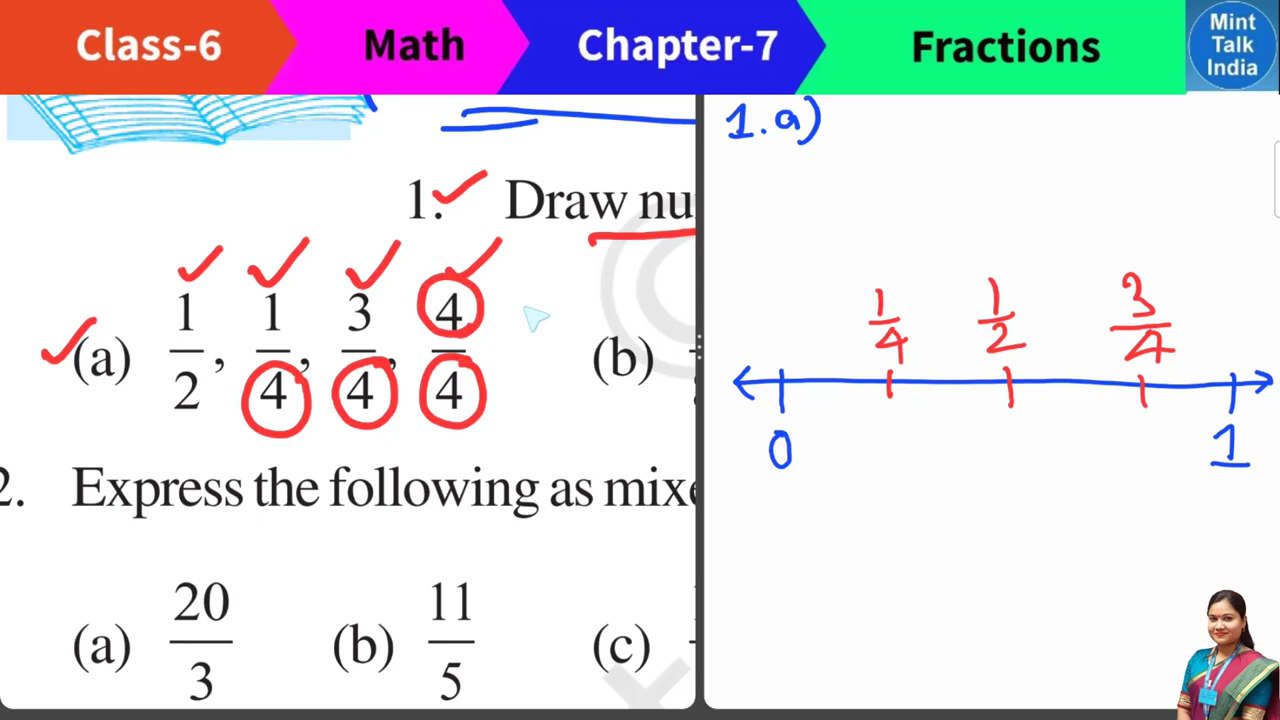 Class-6 Math Chapter-7 Fractions
Mint
Talk
India
1. Draw nu
(a) 1/2, 1/4, 3/4, 4/4 (b)
2. Express the following as mixe
(a) 20/3 (b) 11/5 (c)
1.a)
1/4 1/2 3/4
0 1